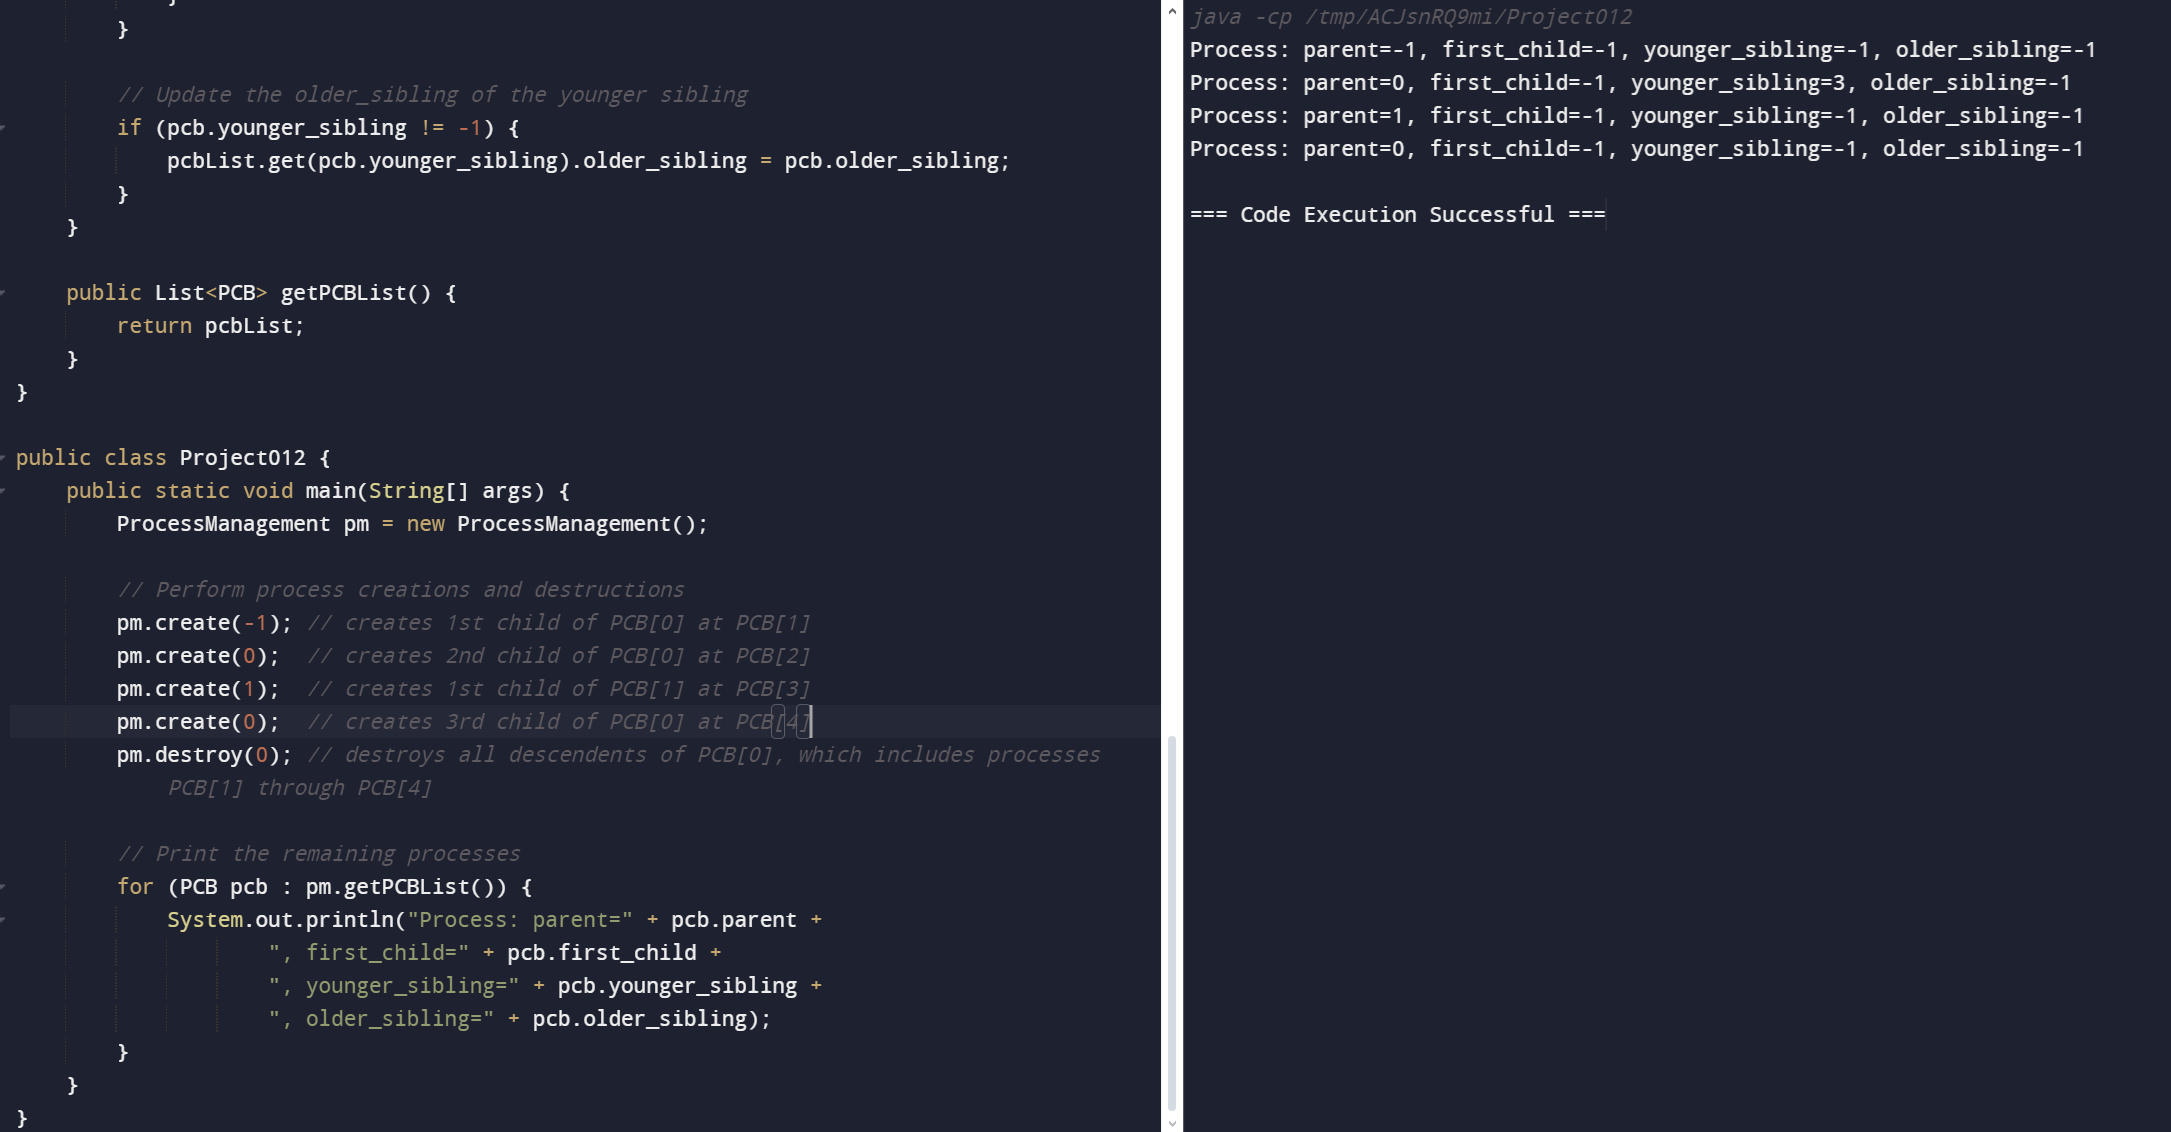 }
// Update the older_sibling of the younger sibling
if (pcb.younger_sibling != -1) {
pcbList.get(pcb.younger_sibling).older_sibling = pcb.older_sibling;
}
}
public List<PCB> getPCBList() {
return pcbList;
}
}
public class Project012 {
public static void main(String[] args) {
ProcessManagement pm = new ProcessManagement();
// Perform process creations and destructions
pm.create(-1); // creates 1st child of PCB[0] at PCB[1]
pm.create(0);  // creates 2nd child of PCB[0] at PCB[2]
pm.create(1);  // creates 1st child of PCB[1] at PCB[3]
pm.create(0);  // creates 3rd child of PCB[0] at PCB[4]
pm.destroy(0); // destroys all descendents of PCB[0], which includes processes
PCB[1] through PCB[4]
// Print the remaining processes
for (PCB pcb : pm.getPCBList()) {
System.out.println("Process: parent=" + pcb.parent +
", first_child=" + pcb.first_child +
", younger_sibling=" + pcb.younger_sibling +
", older_sibling=" + pcb.older_sibling);
}
}
}
java -cp /tmp/ACJsnRQ9mi/Project012
Process: parent=-1, first_child=-1, younger_sibling=-1, older_sibling=-1
Process: parent=0, first_child=-1, younger_sibling=3, older_sibling=-1
Process: parent=1, first_child=-1, younger_sibling=-1, older_sibling=-1
Process: parent=0, first_child=-1, younger_sibling=-1, older_sibling=-1
=== Code Execution Successful ===